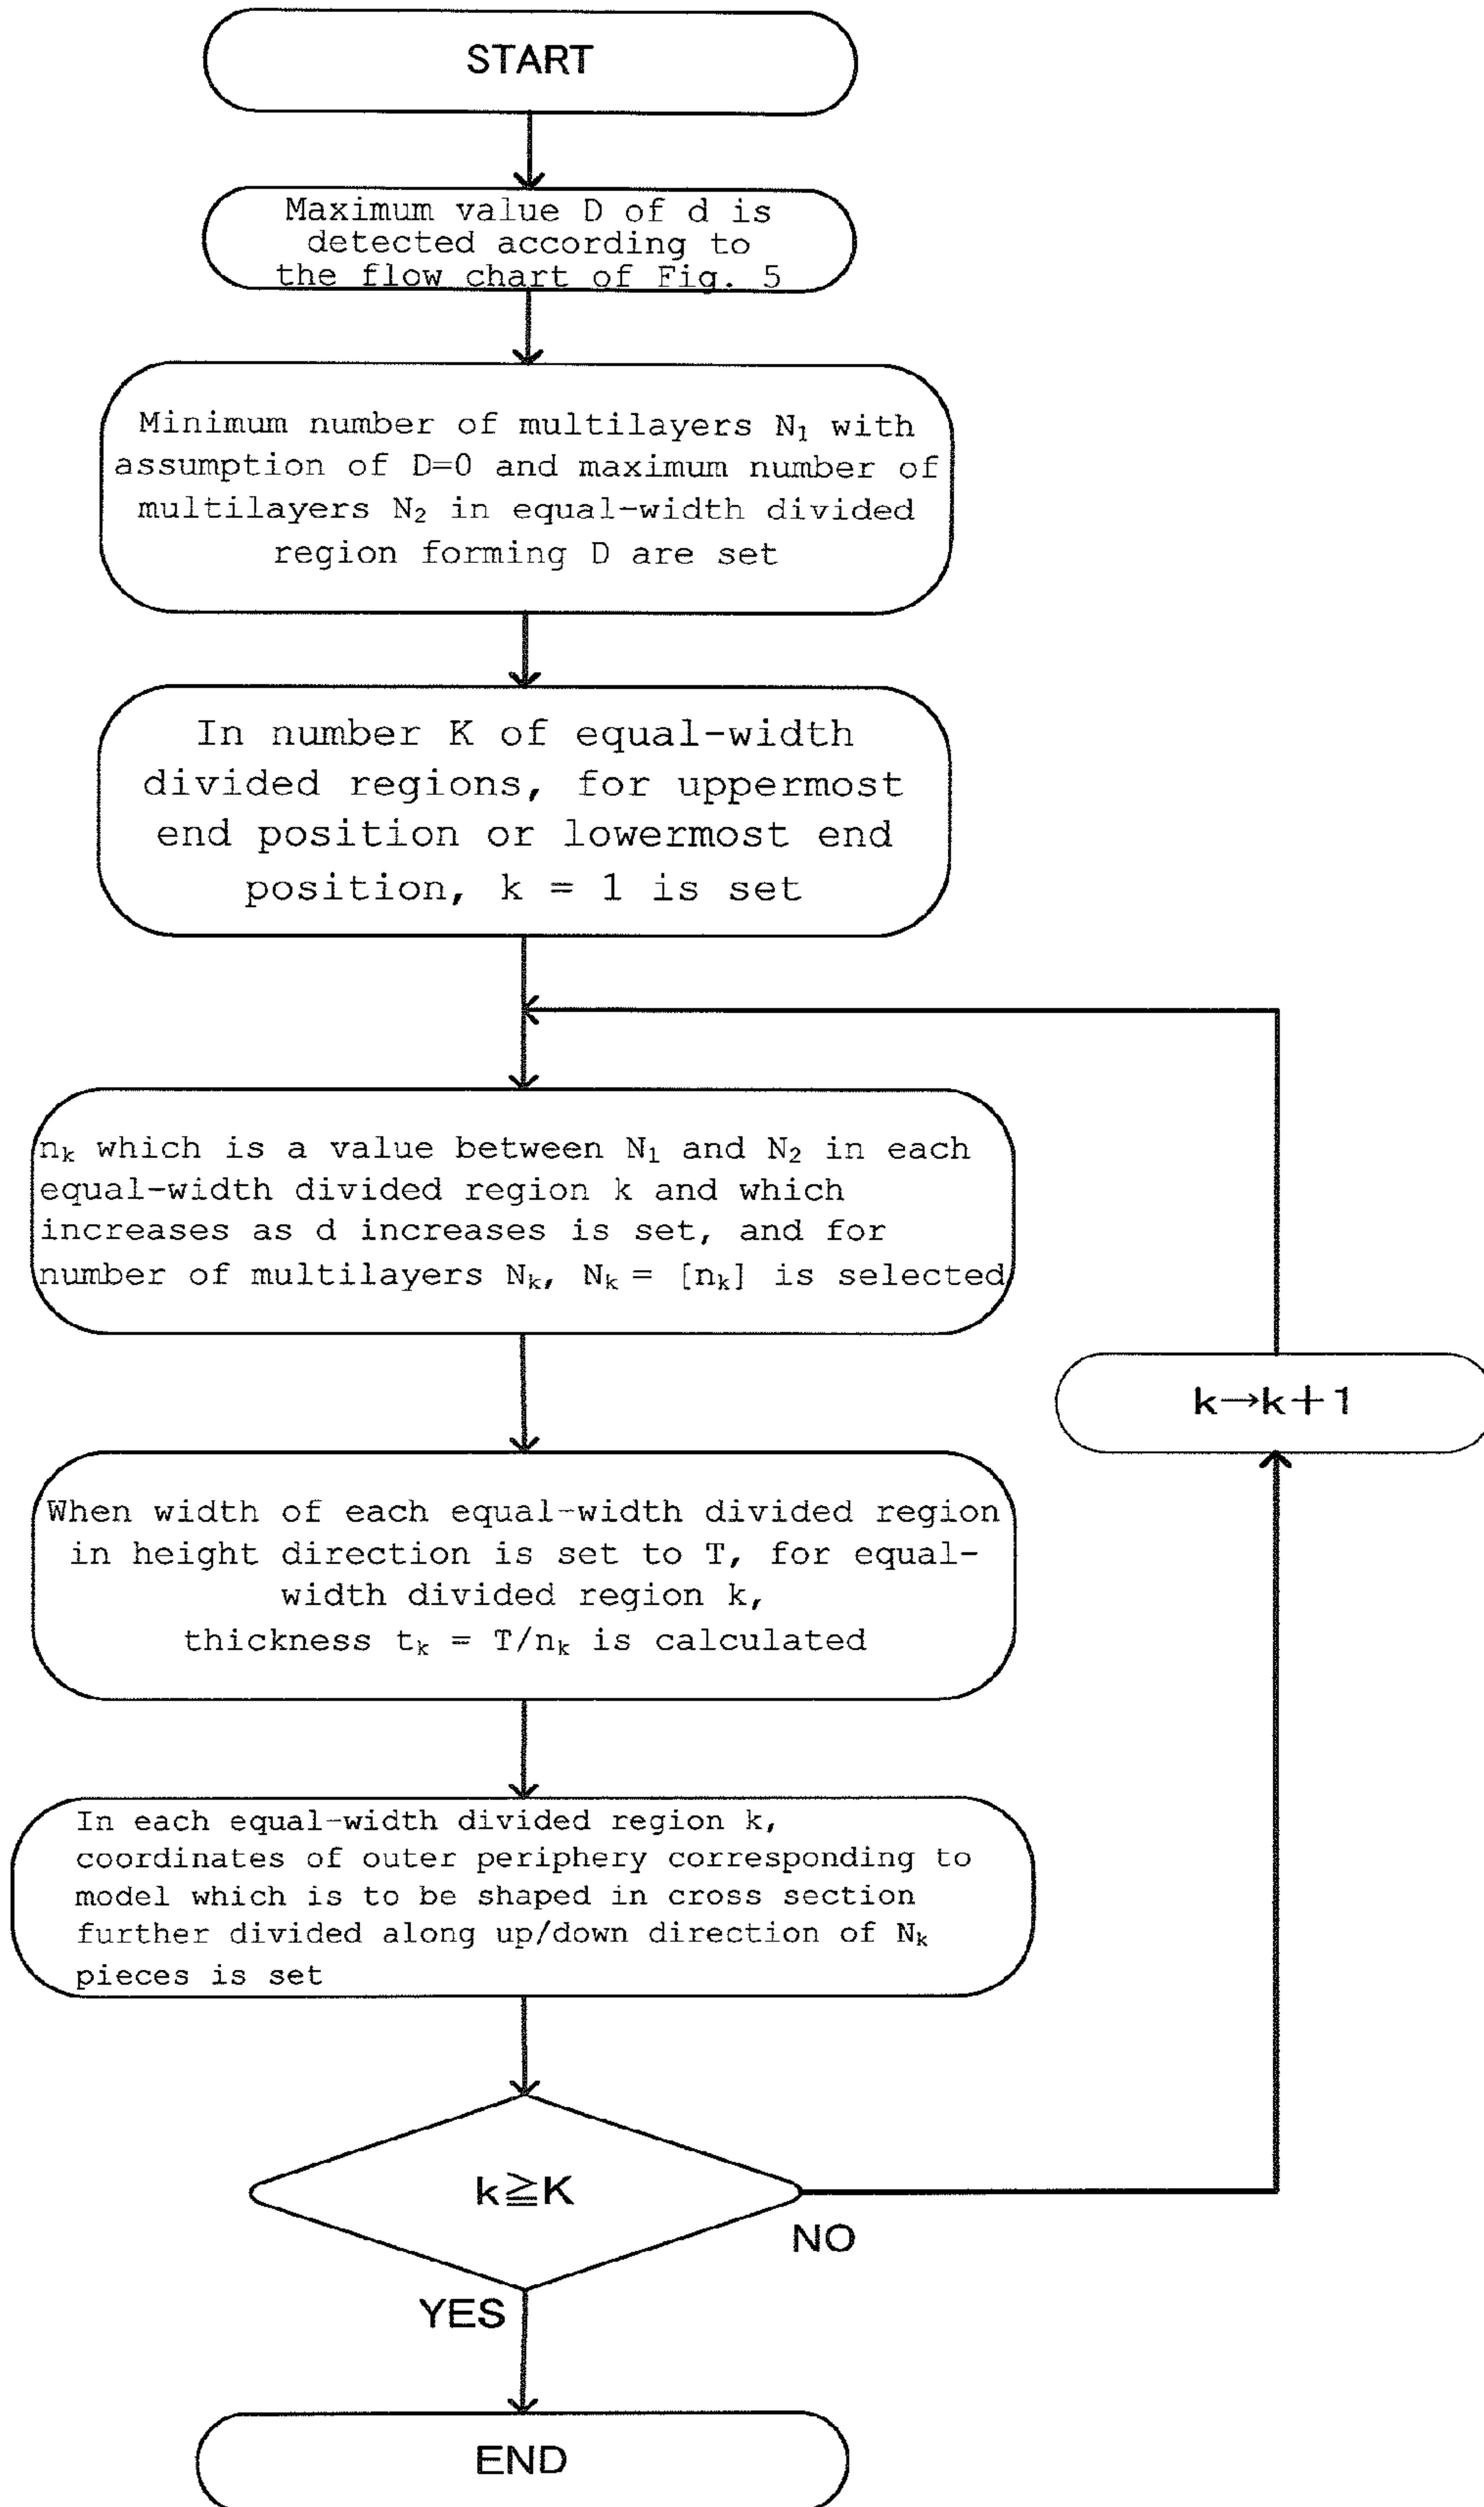 START
Maximum value D of d is
detected according to
the flow chart of Fig. 5
Minimum number of multilayers N₁ with
assumption of D=0 and maximum number of
multilayers N₂ in equal-width divided
region forming D are set
In number K of equal-width
divided regions, for uppermost
end position or lowermost end
position, k = 1 is set
nₖ which is a value between N₁ and N₂ in each
equal-width divided region k and which
increases as d increases is set, and for
number of multilayers Nₖ, Nₖ = [nₖ] is selected
k→k+1
When width of each equal-width divided region
in height direction is set to T, for equal-
width divided region k,
thickness tₖ = T/nₖ is calculated
In each equal-width divided region k,
coordinates of outer periphery corresponding to
model which is to be shaped in cross section
further divided along up/down direction of Nₖ
pieces is set
k≧K
NO
YES
END